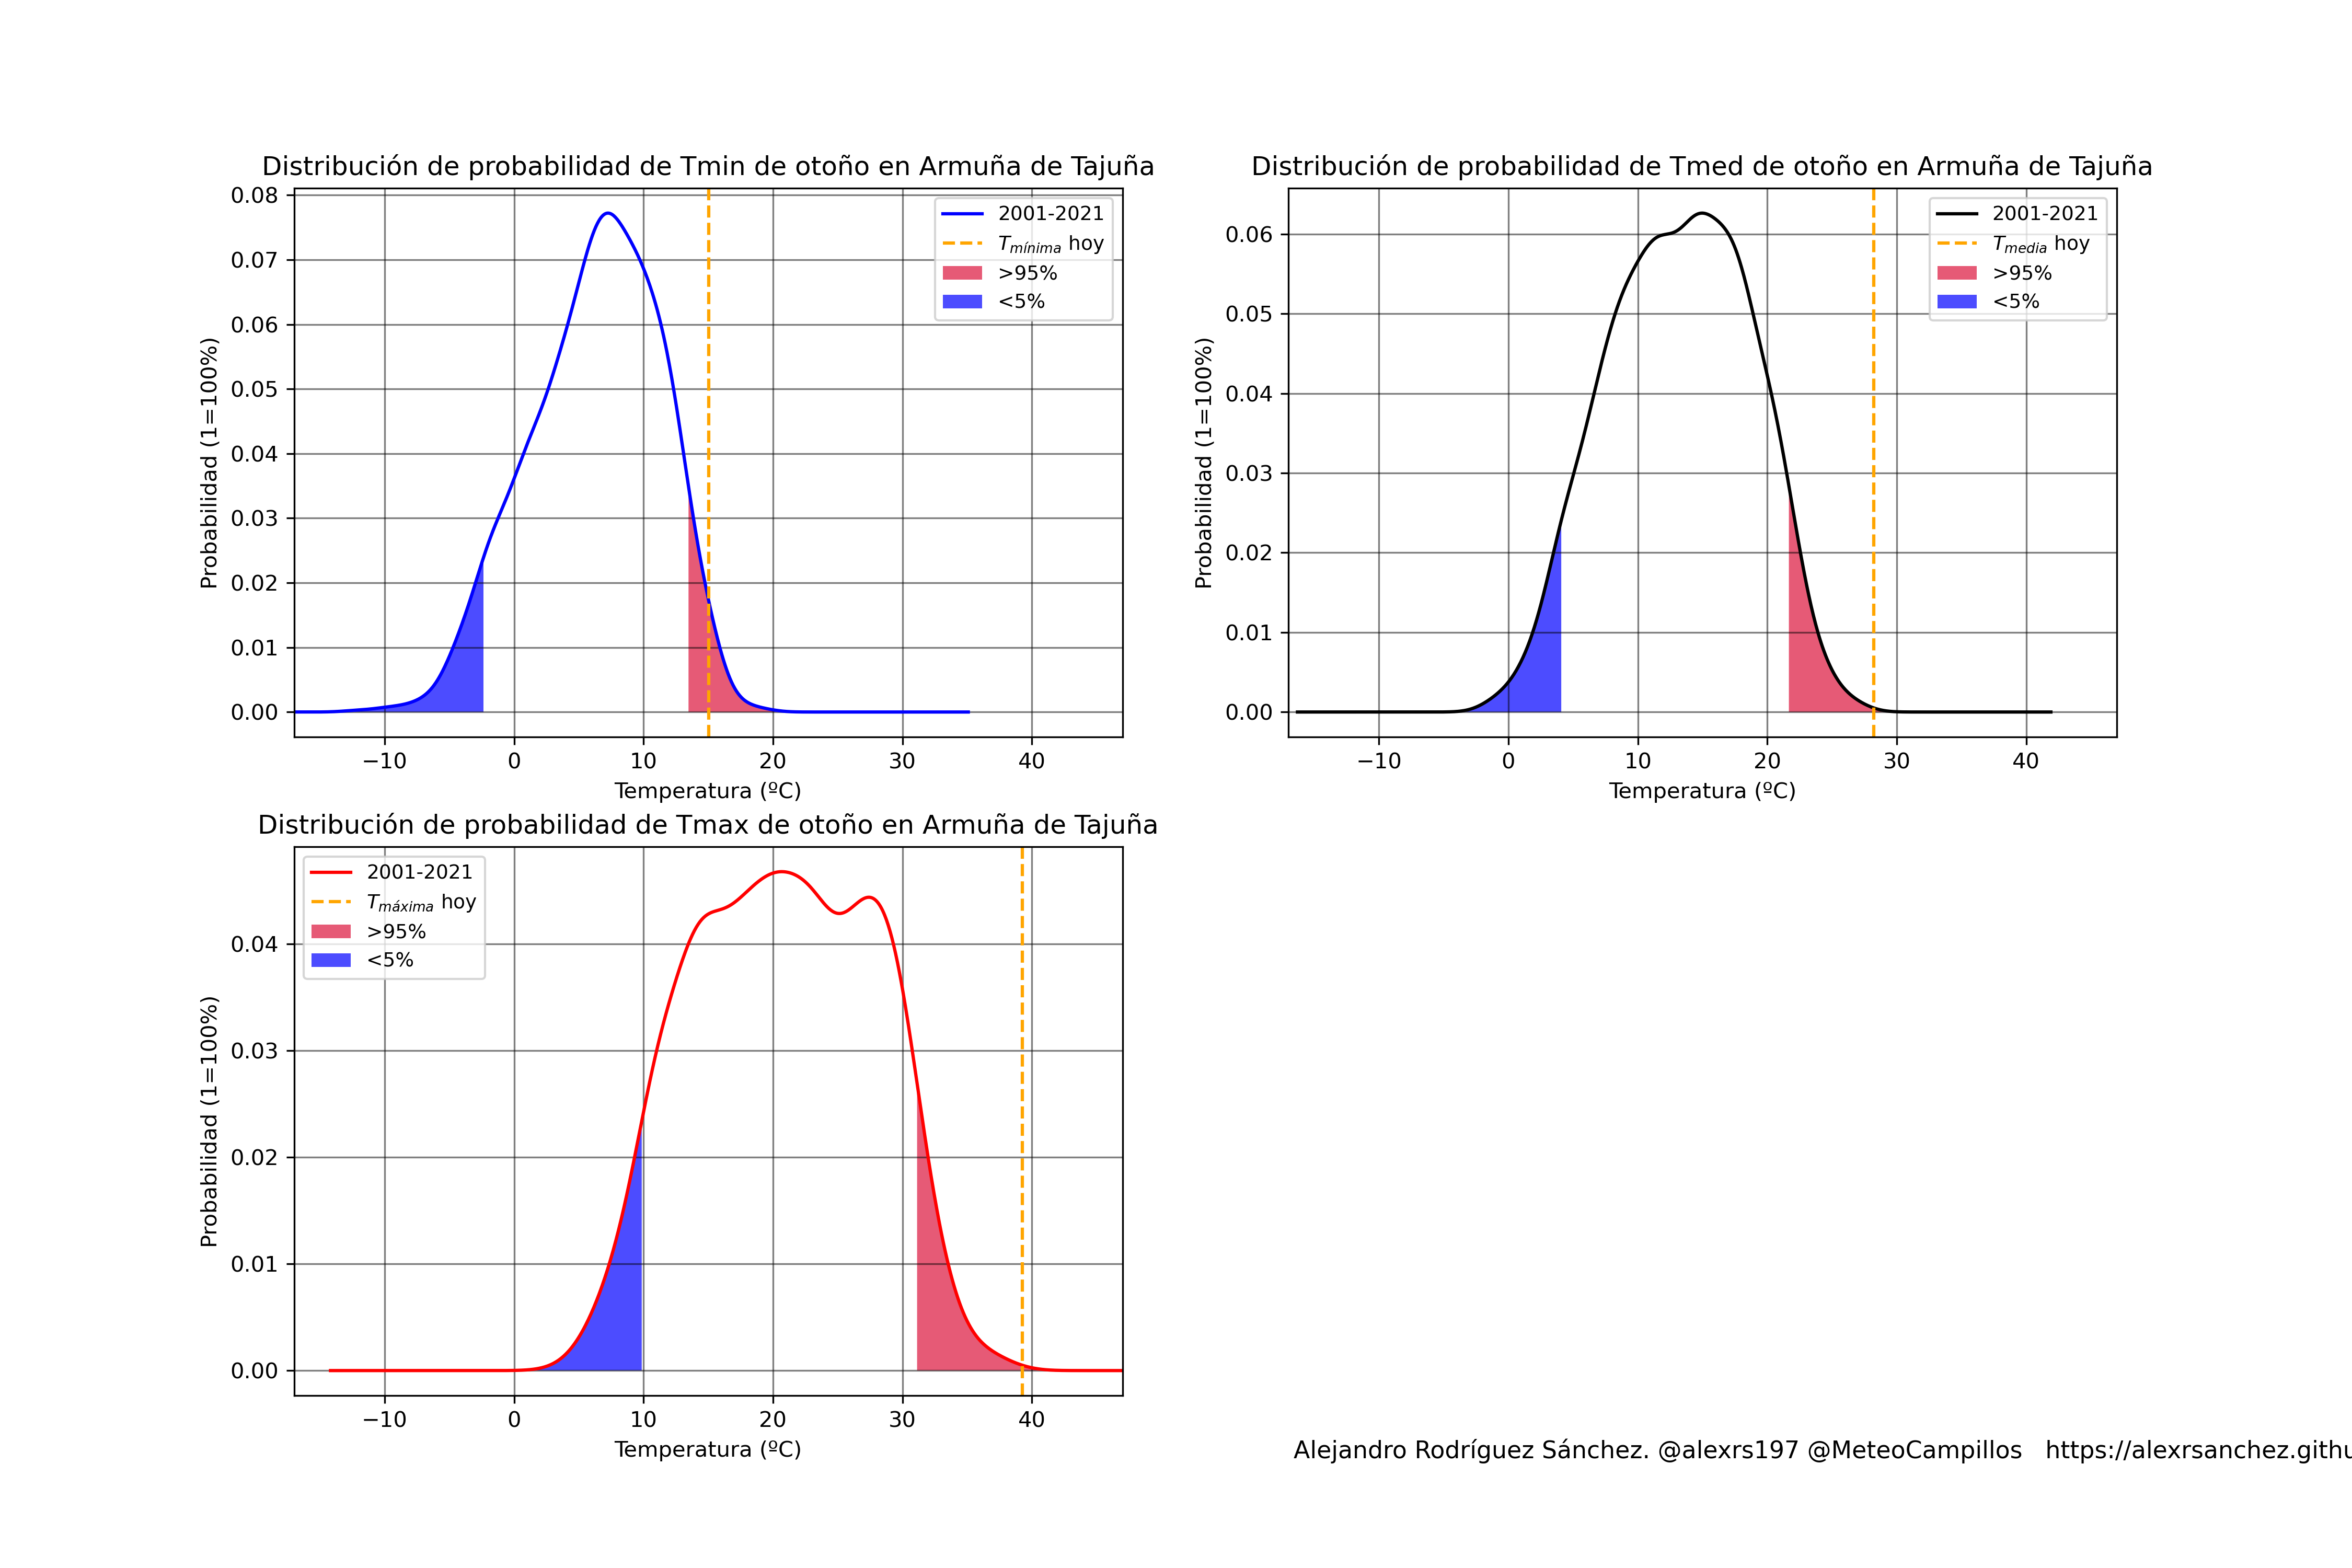 Distribución de probabilidad de Tmin de otoño en Armuña de Tajuña
0.08
0.07
0.06
0.05
0.04
0.03
0.02
0.01
0.00
Probabilidad (1=100%)
2001-2021
Tmínima hoy
>95%
<5%
−10 0 10 20 30 40
Temperatura (ºC)
Distribución de probabilidad de Tmed de otoño en Armuña de Tajuña
0.06
0.05
0.04
0.03
0.02
0.01
0.00
Probabilidad (1=100%)
2001-2021
Tmedia hoy
>95%
<5%
−10 0 10 20 30 40
Temperatura (ºC)
Distribución de probabilidad de Tmax de otoño en Armuña de Tajuña
0.04
0.03
0.02
0.01
0.00
Probabilidad (1=100%)
2001-2021
Tmáxima hoy
>95%
<5%
−10 0 10 20 30 40
Temperatura (ºC)
Alejandro Rodríguez Sánchez. @alexrs197 @MeteoCampillos https://alexrsanchez.githu